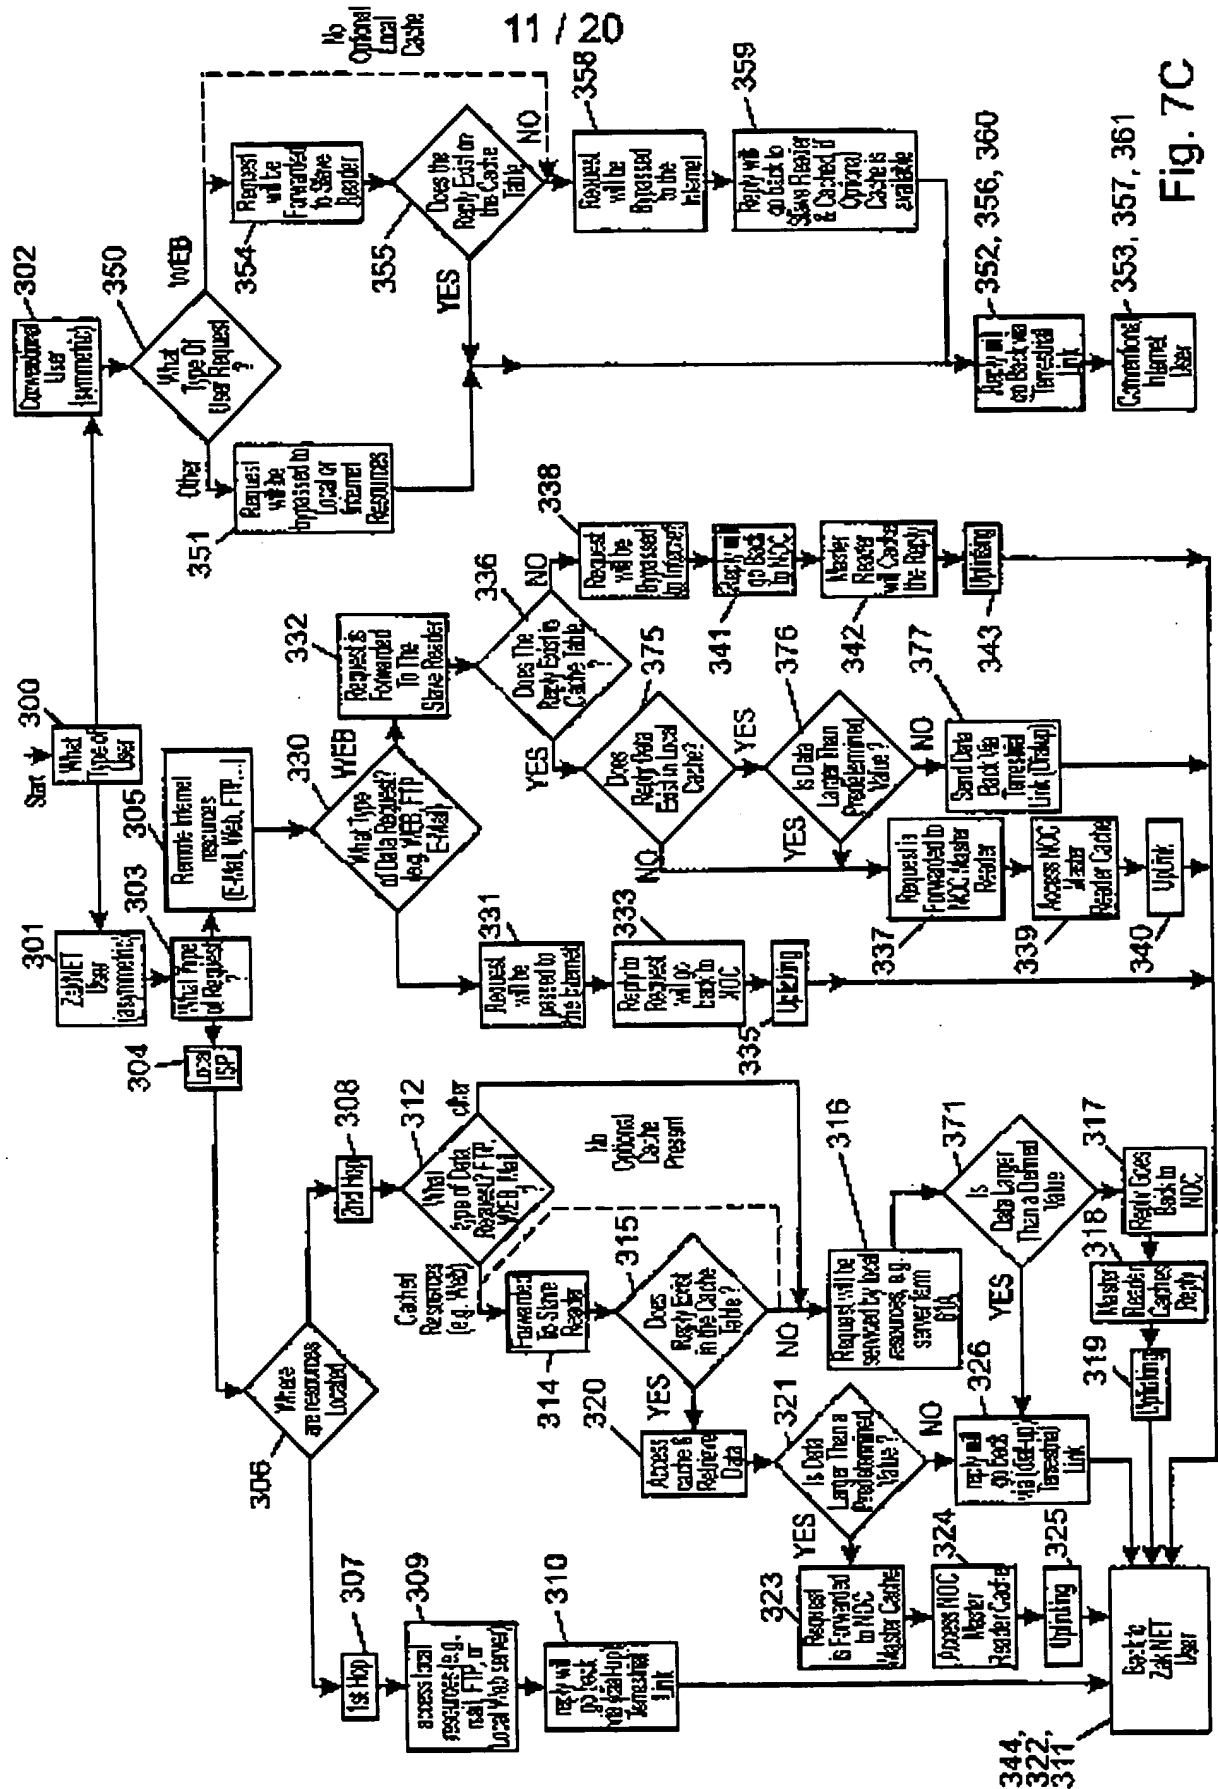 11 / 20
Start
300
What
Type of
User
302
Conventional
User
(symmetric)
350
What
Type Of
User Request
?
WEB
No
Optional
Local
Cache
Other
351
Request
will be
bypassed to
Local or
Internet
Resources
354
Request
will be
Forwarded
to Slave
Reader
355
Does the
Reply Exist on
the Cache
Table
YES
NO
358
Request
will be
Bypassed
to the
Internet
359
Reply will
go back to
Slave Reader
& Cached if
Optional
Cache is
available
352, 356, 360
Reply will
go Back via
Terrestrial
Link
353, 357, 361
Conventional
Internet
User
301
ZakNET
User
(asymmetric)
303
What Type
of Request
?
304
Local
ISP
305
Remote Internet
resources
(E-Mail, Web, FTP...)
330
What Type
of Data Request?
(e.g. WEB, FTP
E-Mail)
WEB
332
Request is
Forwarded
To The
Slave Reader
336
Does The
Reply Exist in
Cache Table
?
NO
YES
338
Request
will be
Bypassed
to Internet
341
Reply will
go Back
to NOC
342
Master
Reader
will Cache
the Reply
343
Uplinking
375
Does
Reply Data
Exist in Local
Cache?
YES
NO
376
Is Data
Larger Than
Predetermined
Value ?
YES
NO
377
Send Data
Back Via
Terrestrial
Link (Dialup)
337
Request is
Forwarded to
NOC Master
Reader
339
Access NOC
Master
Reader Cache
340
UpLink
331
Request
will be
passed to
the Internet
333
Reply to
Request
will go
back to
NOC
335
Uplinking
306
Where
are resources
Located
307
1st Hop
309
access local
resources (e.g.,
mail, FTP, or
Local Web server)
310
reply will
go back
via dial-up
Terrestrial
Link
308
2nd Hop
312
What
type of Data
Request? FTP,
WEB, Mail
?
other
Cached
Resources
(e.g. Web)
No
Optional
Cache
Present
314
Forwarded
To Slave
Reader
315
Does
Reply Exist
in the Cache
Table ?
YES
NO
320
Access
cache &
Retrieve
Data
321
Is Data
Larger Than a
Predetermined
Value ?
YES
NO
316
Request will be
serviced by local
resources, e.g.
server farm
61A
371
Is
Data Larger
Than a Defined
Value
YES
317
Reply Goes
Back to
NOC
318
Master
Reader
Caches
Reply
319
Uplinking
326
reply will
go back
via (dial-up)
Terrestrial
Link
323
Request
is Forwarded
to NOC
Master Cache
324
Access NOC
Master
Reader Cache
325
Uplinking
344,
322,
311
Back to
ZakNET
User
Fig. 7C